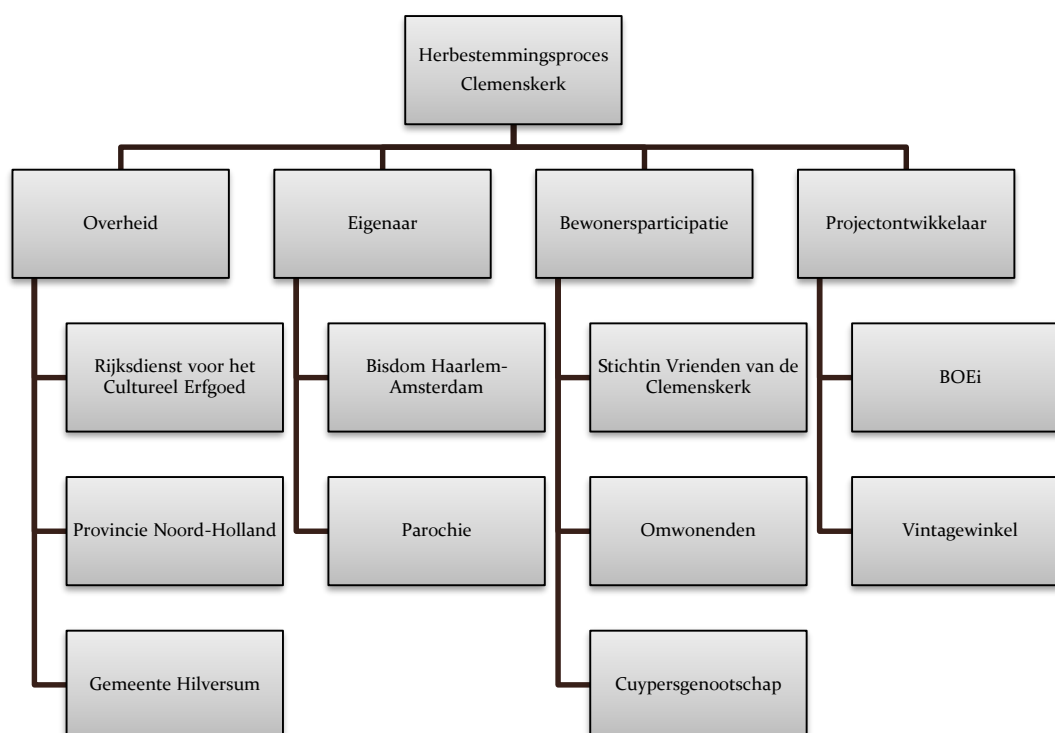 Herbestemmingsproces
Clemenskerk
Overheid
Eigenaar
Bewonersparticipatie
Projectontwikkelaar
Rijksdienst voor het
Cultureel Erfgoed
Bisdom Haarlem-
Amsterdam
Stichtin Vrienden van de
Clemenskerk
BOEi
Provincie Noord-Holland
Parochie
Omwonenden
Vintagewinkel
Gemeente Hilversum
Cuypersgenootschap